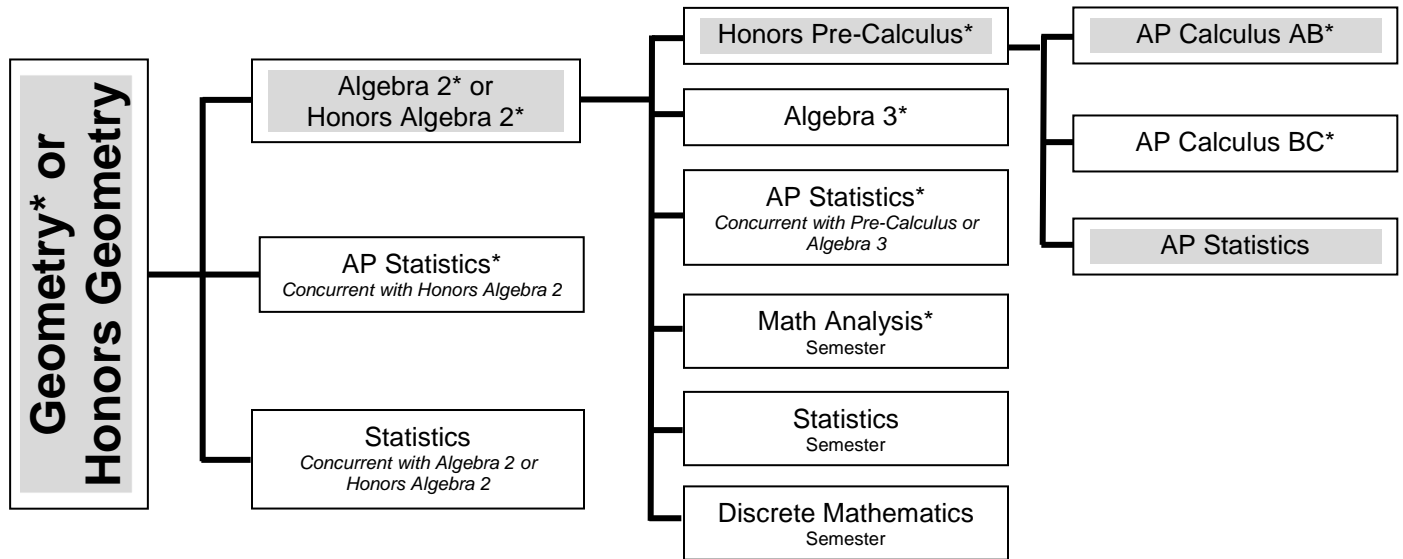 Geometry* or
Honors Geometry
Algebra 2* or
Honors Algebra 2*
AP Statistics*
Concurrent with Honors Algebra 2
Statistics
Concurrent with Algebra 2 or
Honors Algebra 2
Honors Pre-Calculus*
Algebra 3*
AP Statistics*
Concurrent with Pre-Calculus or
Algebra 3
Math Analysis*
Semester
Statistics
Semester
Discrete Mathematics
Semester
AP Calculus AB*
AP Calculus BC*
AP Statistics